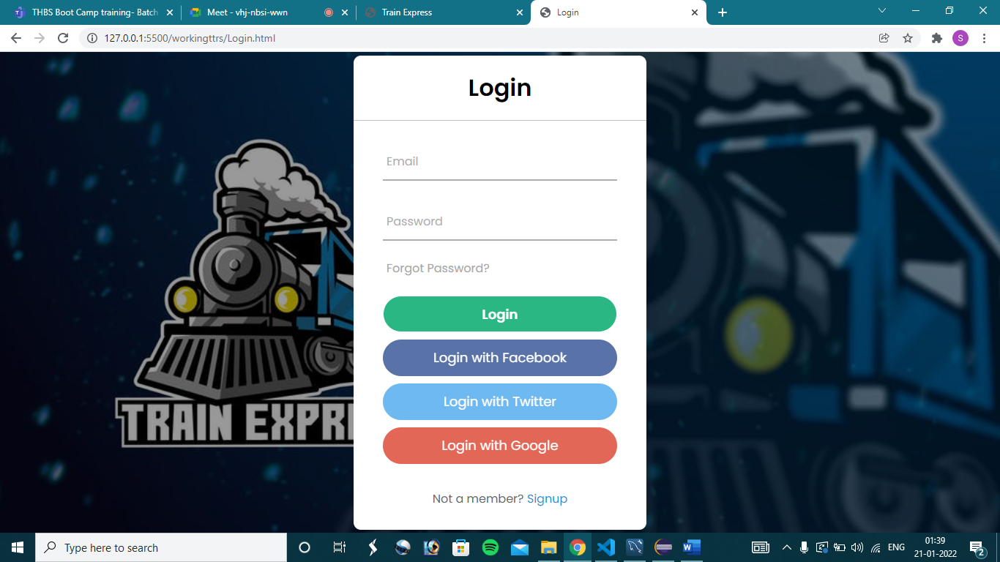 THBS Boot Camp training- Batch
Meet - vhj-nbsi-wwn
Train Express
Login
127.0.0.1:5500/workingttrs/Login.html
S
Login
Email
Password
Forgot Password?
Login
Login with Facebook
Login with Twitter
Login with Google
Not a member? Signup
TRAIN EXPRE
Type here to search
ENG
01:39
21-01-2022
2